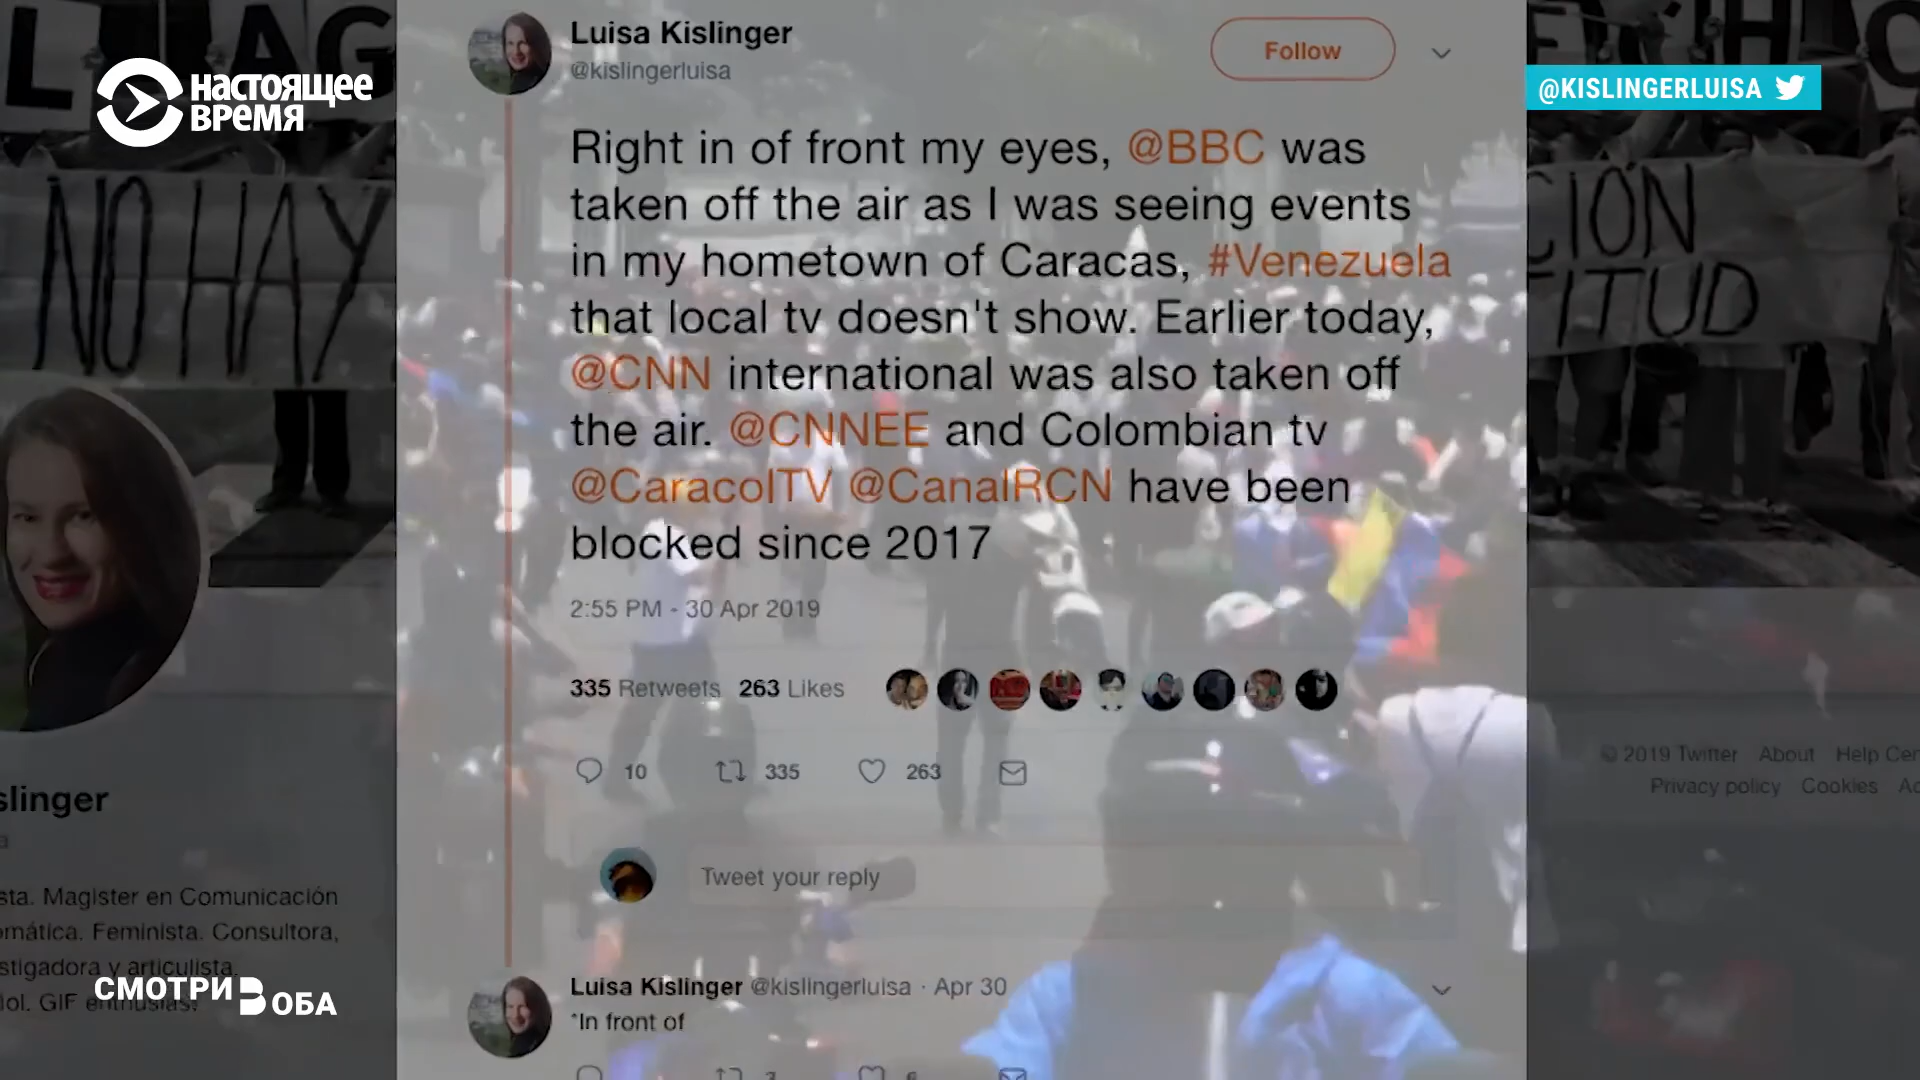 НАСТОЯЩЕЕ
ВРЕМЯ
@KISLINGERLUISA
NO HAY
Luisa Kislinger
@kislingerluisa
Follow
Right in of front my eyes, @BBC was
taken off the air as I was seeing events
in my hometown of Caracas, #Venezuela
that local tv doesn't show. Earlier today,
@CNN international was also taken off
the air. @CNNEE and Colombian tv
@CaracolTV @CanalRCN have been
blocked since 2017
2:55 PM - 30 Apr 2019
335 Retweets 263 Likes
10 335 263
Tweet your reply
Luisa Kislinger @kislingerluisa · Apr 30
*In front of
© 2019 Twitter About Help Cen
Privacy policy Cookies
slinger
sta. Magister en Comunicación
omática. Feminista. Consultora,
stigadora y articulista.
lol. GIF enthusiast
СМОТРИ В ОБА